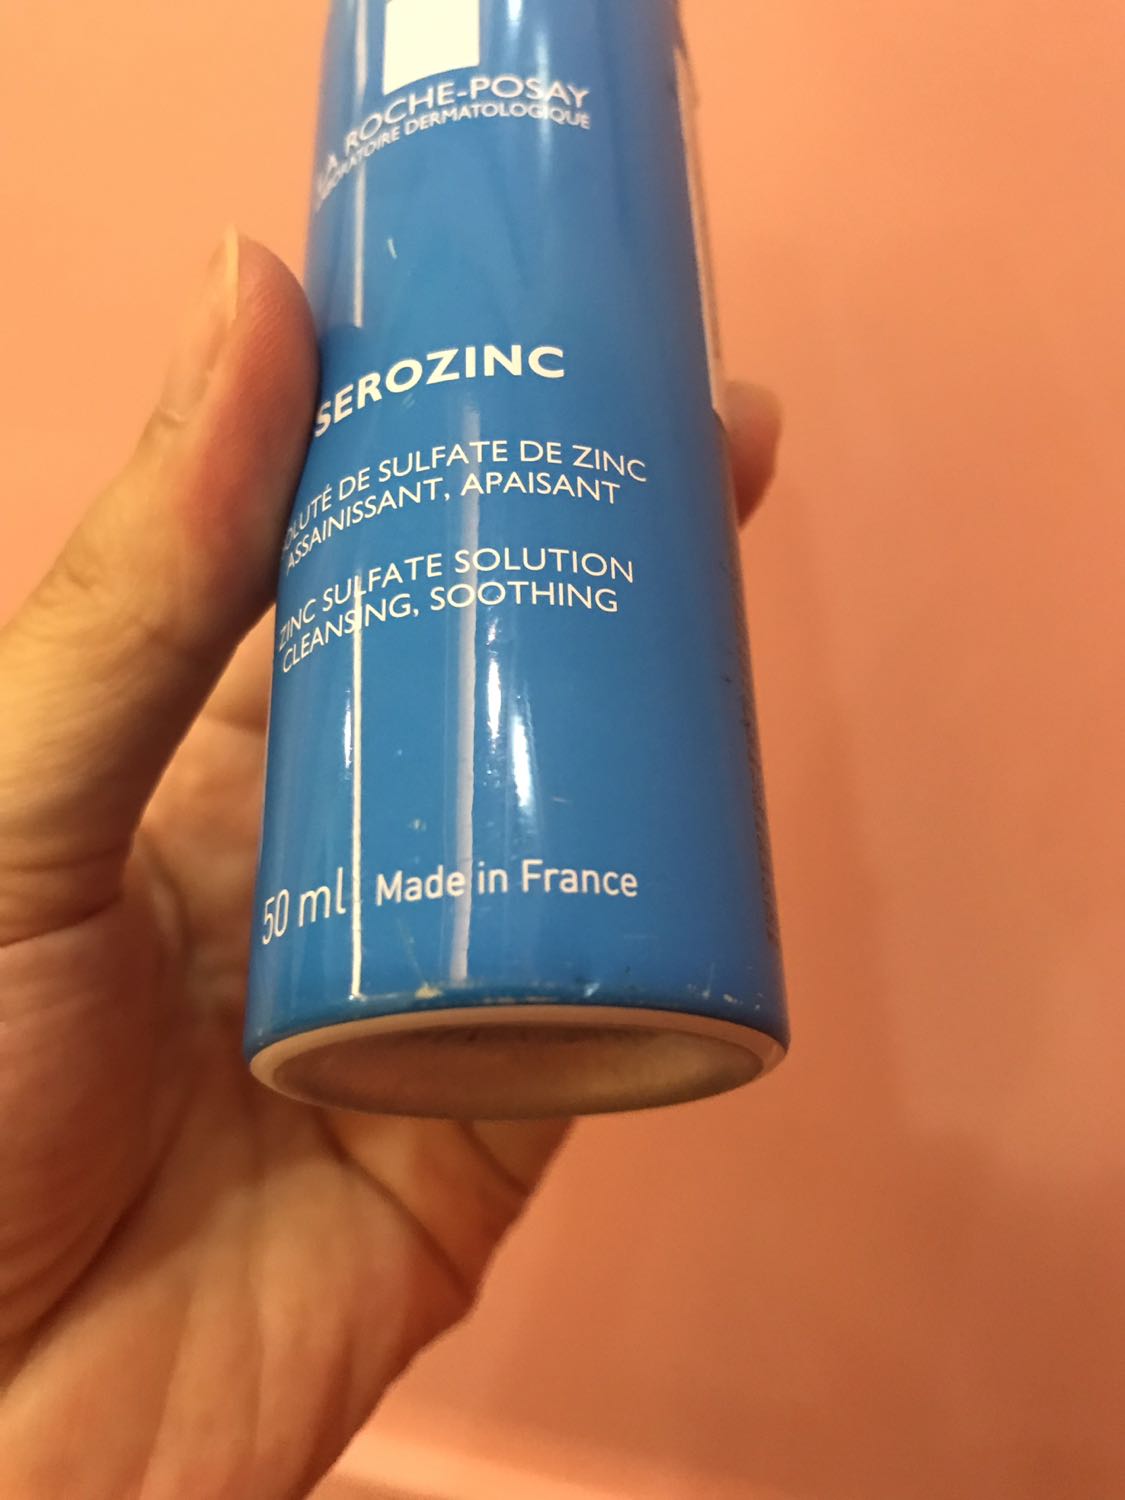 LA ROCHE-POSAY
LABORATOIRE DERMATOLOGIQUE
SEROZINC
SOLUTÉ DE SULFATE DE ZINC
ASSAINISSANT, APAISANT
ZINC SULFATE SOLUTION
CLEANSING, SOOTHING
50 ml Made in France